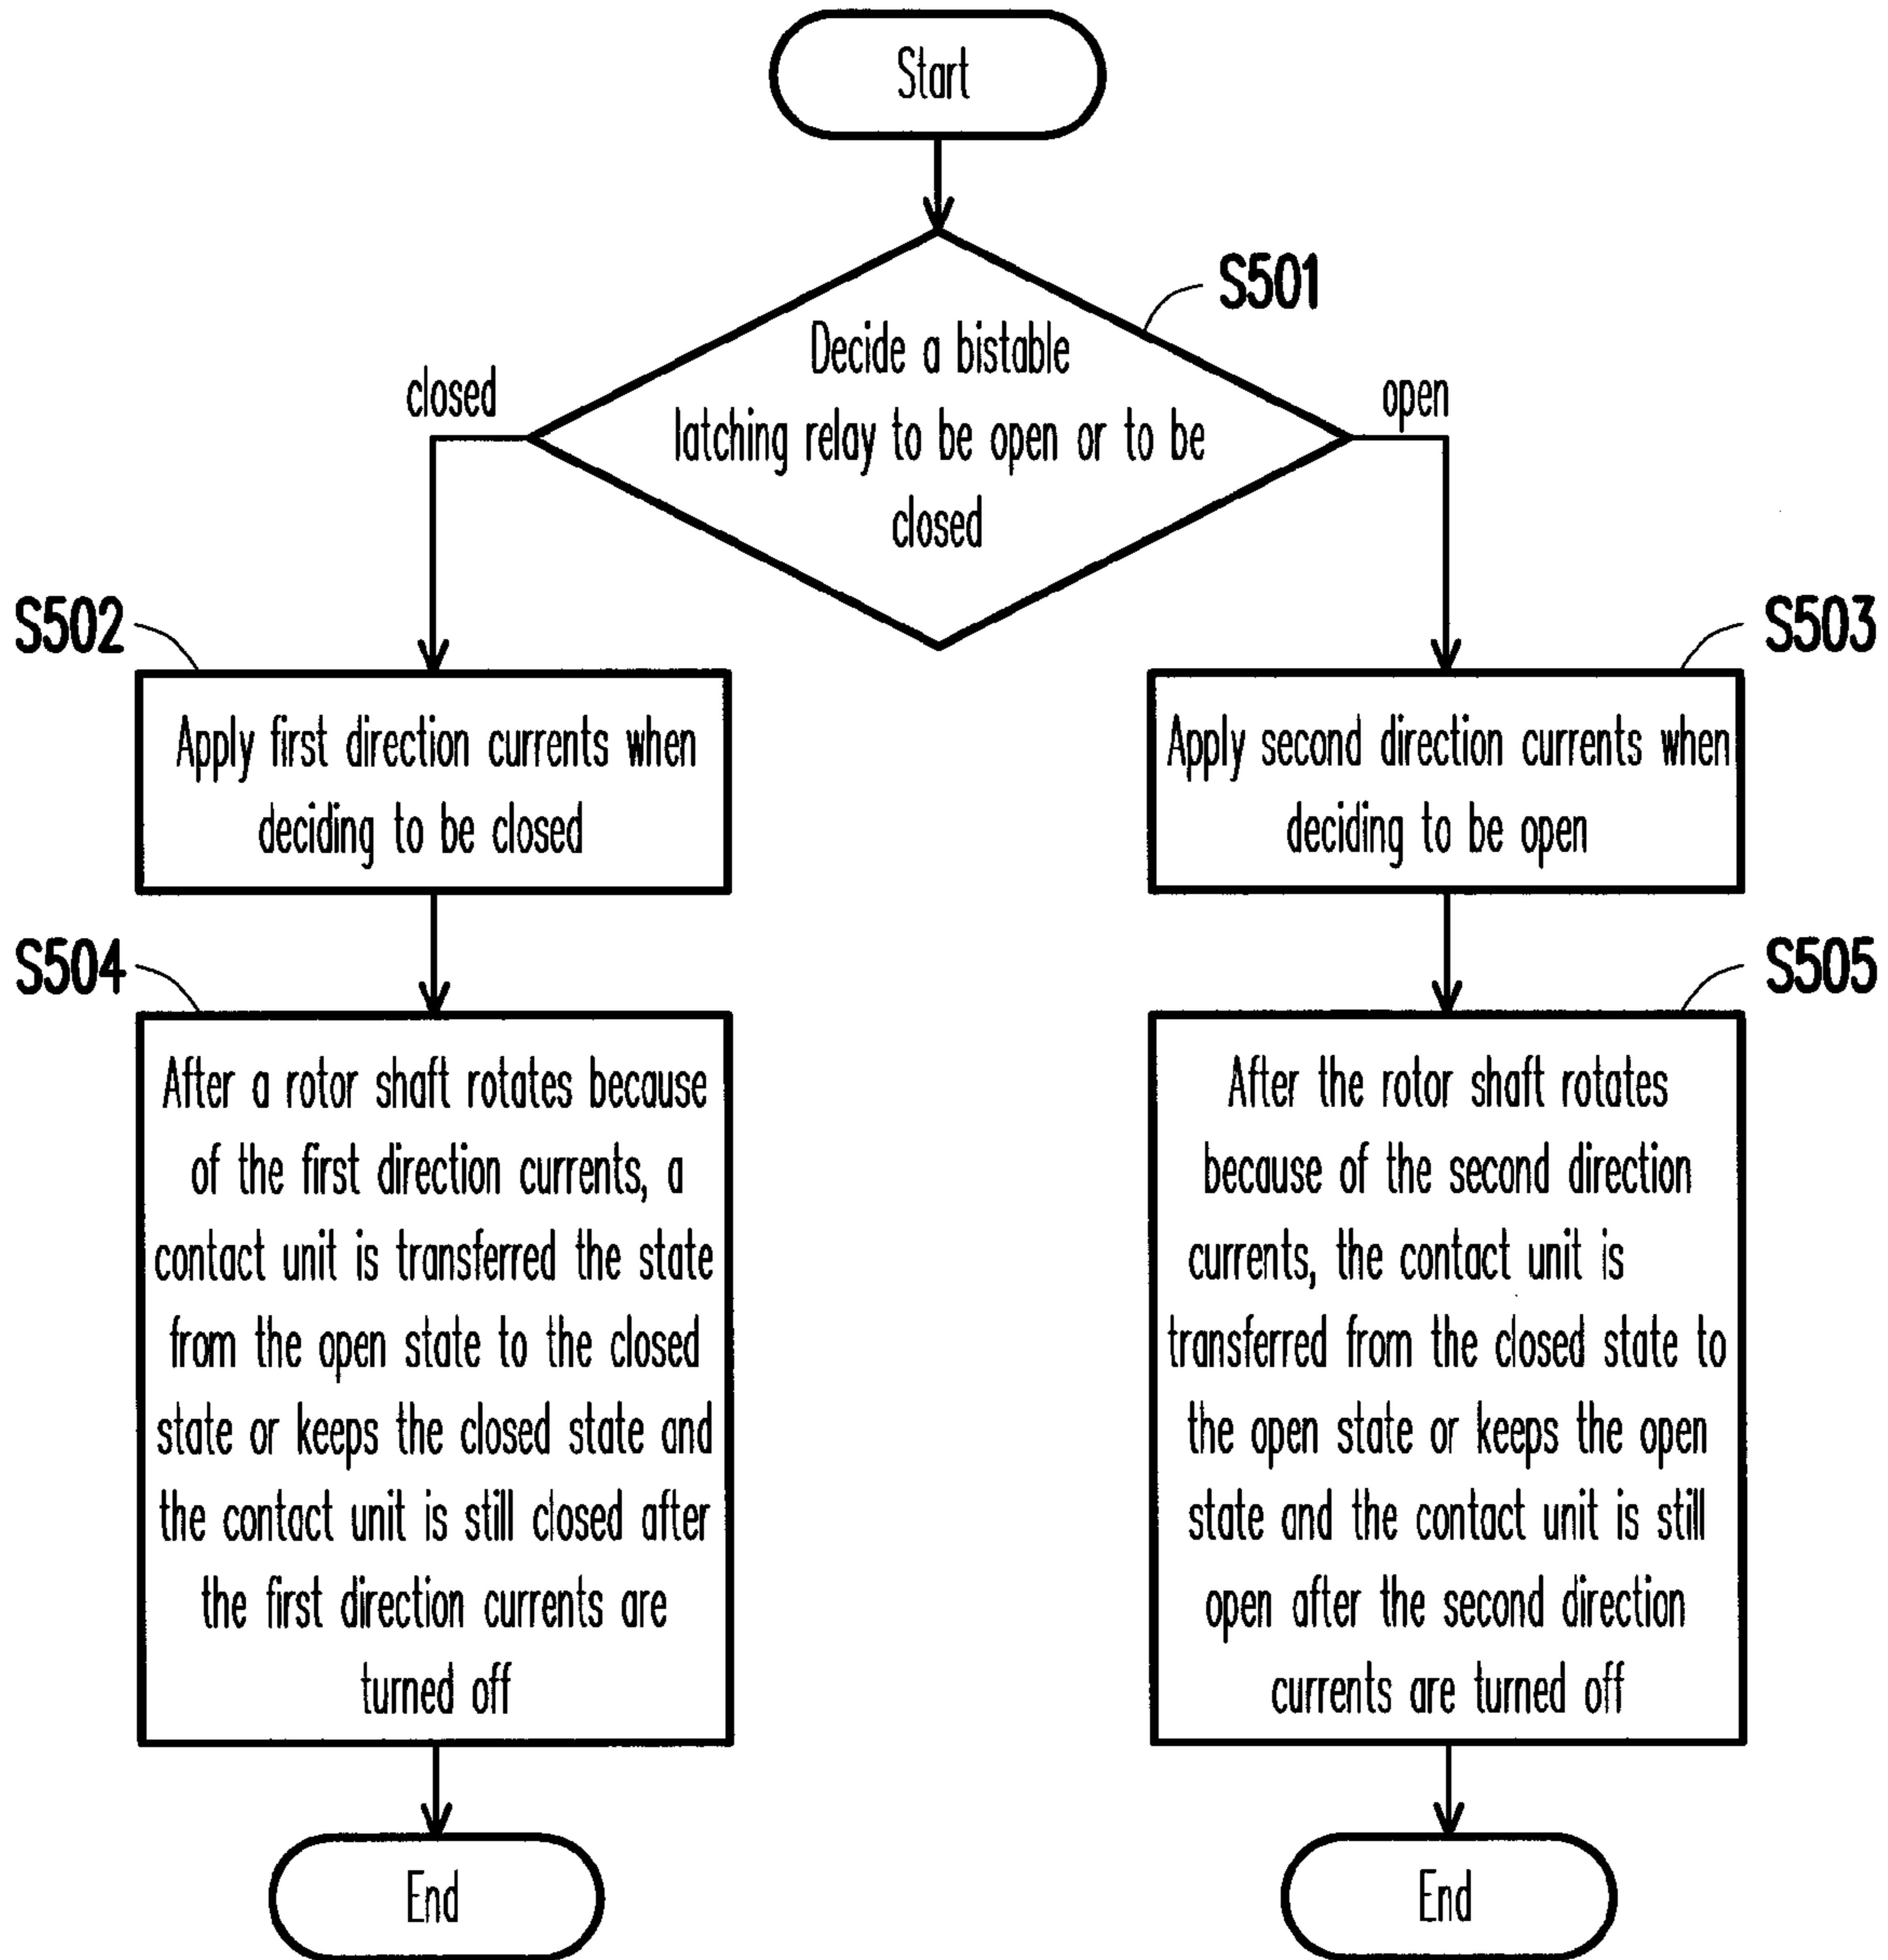 Start
S501
Decide a bistable
latching relay to be open or to be
closed
closed
open
S502
Apply first direction currents when
deciding to be closed
S503
Apply second direction currents when
deciding to be open
S504
After a rotor shaft rotates because
of the first direction currents, a
contact unit is transferred the state
from the open state to the closed
state or keeps the closed state and
the contact unit is still closed after
the first direction currents are
turned off
S505
After the rotor shaft rotates
because of the second direction
currents, the contact unit is
transferred from the closed state to
the open state or keeps the open
state and the contact unit is still
open after the second direction
currents are turned off
End
End